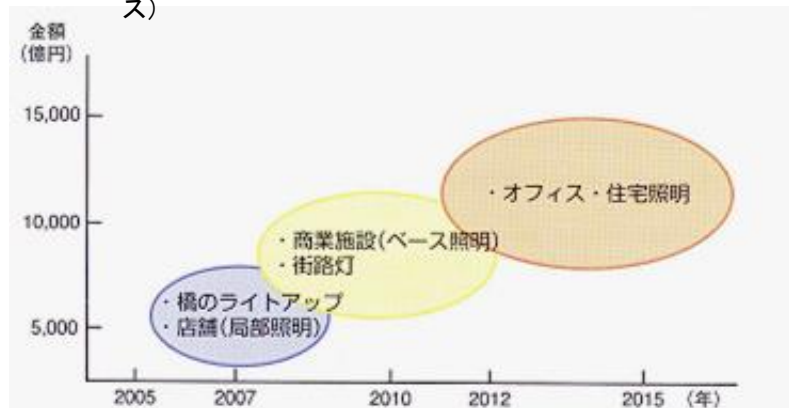 ス)
金額
(億円)
15,000
・オフィス・住宅照明
10,000
・商業施設(ベース照明)
・街路灯
・橋のライトアップ
・店舗(局部照明)
5,000
2005 2007 2010 2012 2015 (年)